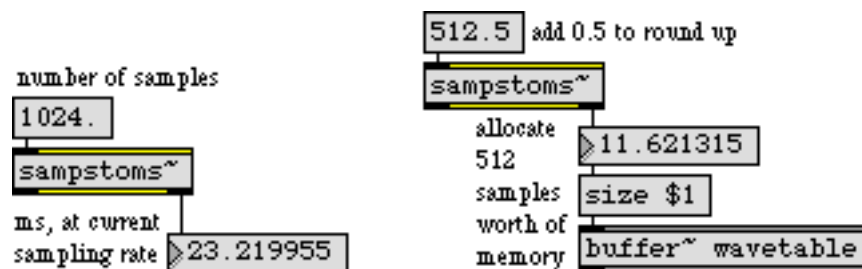 number of samples
1024.
sampstoms~
ms, at current
sampling rate
23.219955
512.5
add 0.5 to round up
sampstoms~
allocate
512
samples
worth of
memory
11.621315
size $1
buffer~ wavetable